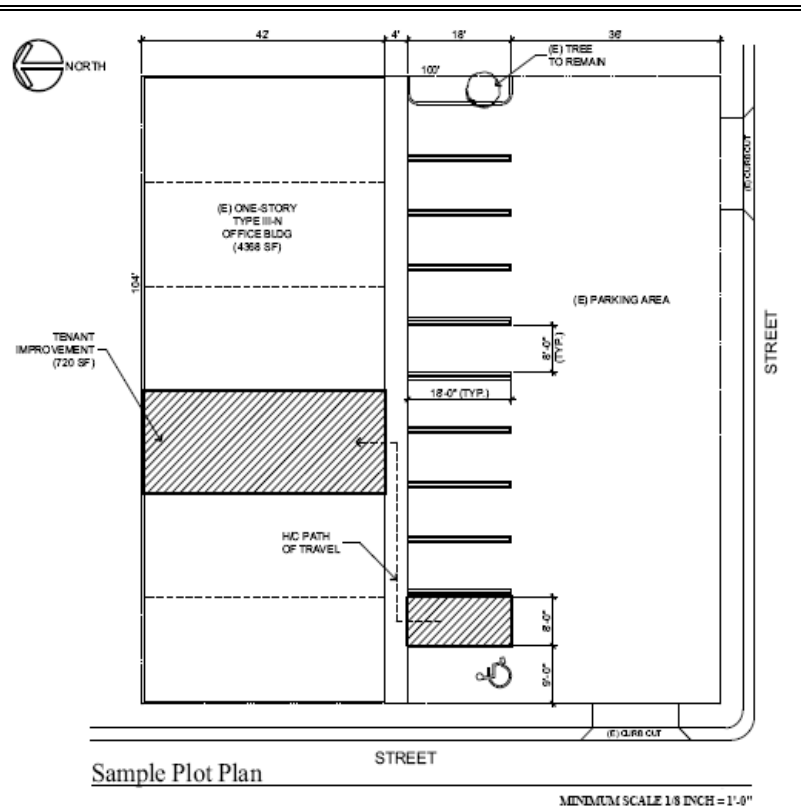 42'
4'
18'
36'
NORTH
(E) TREE
TO REMAIN
100'
(E) CURB CUT
(E) ONE-STORY
TYPE III-N
OFFICE BLDG
(4368 SF)
104'
(E) PARKING AREA
STREET
TENANT
IMPROVEMENT
(720 SF)
8'-0"
(TYP.)
18'-0" (TYP.)
H/C PATH
OF TRAVEL
8'-0"
9'-0"
(E) CURB CUT
STREET
Sample Plot Plan
MINIMUM SCALE 1/8 INCH = 1'-0"